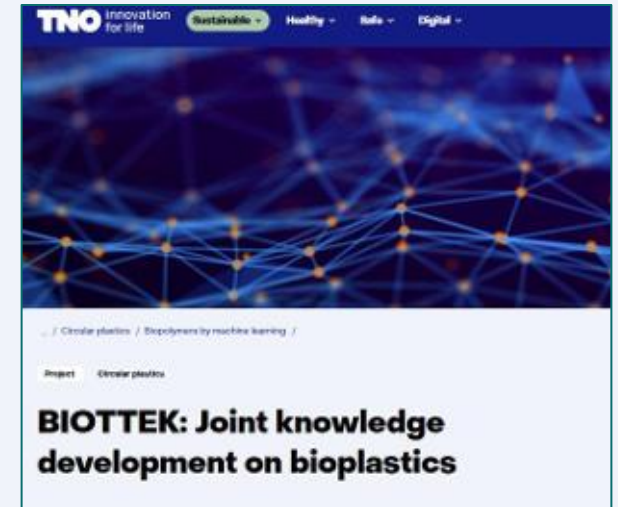 TNO innovation
for life
Sustainable Healthy Safe Digital
... / Circular plastics / Biopolymers by machine learning /
Project Circular plastics
BIOTTEK: Joint knowledge
development on bioplastics